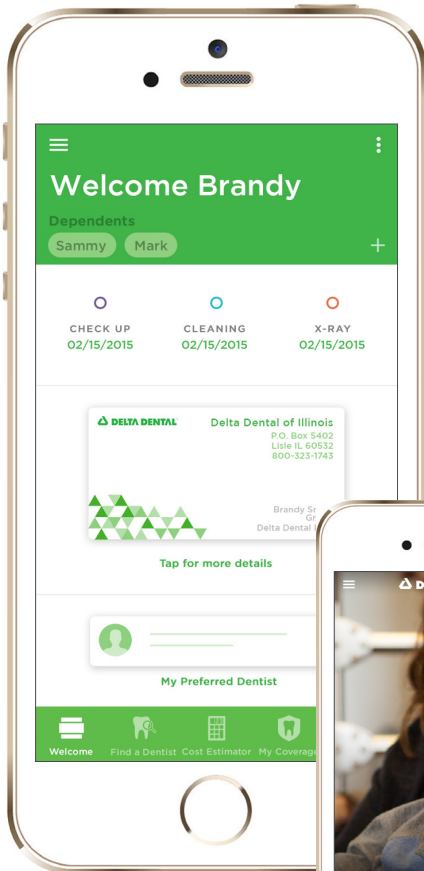 Welcome Brandy
Dependents
Sammy Mark
CHECK UP CLEANING X-RAY
02/15/2015 02/15/2015 02/15/2015
DELTA DENTAL
Delta Dental of Illinois
P.O. Box 5402
Lisle IL 60532
800-323-1743
Brandy
Delta Dental
Tap for more details
My Preferred Dentist
Welcome Find a Dentist Cost Estimator My Coverage